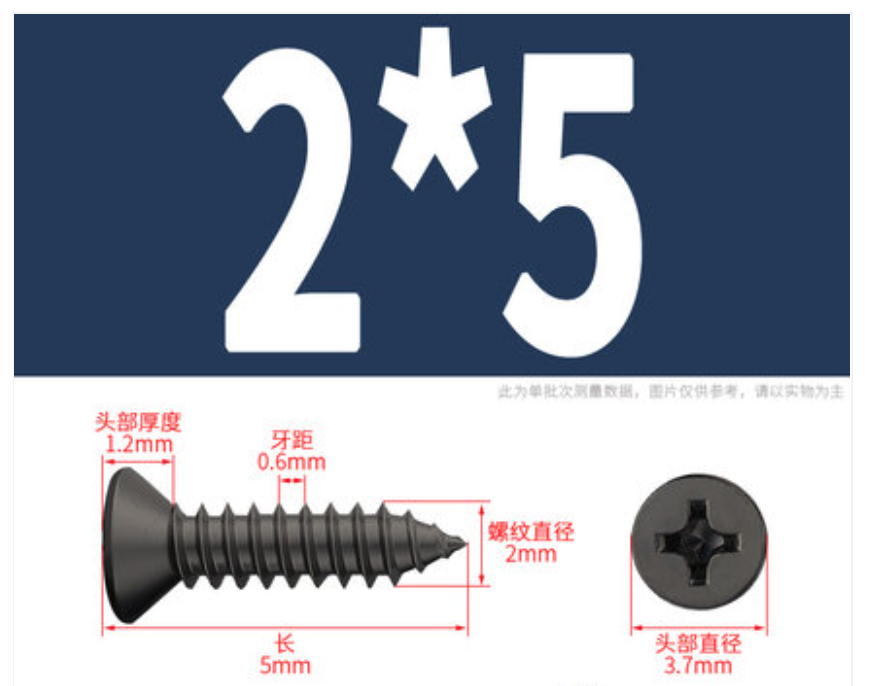 2*5
此为单批次测量数据，图片仅供参考，请以实物为主
头部厚度
1.2mm
牙距
0.6mm
螺纹直径
2mm
长
5mm
头部直径
3.7mm